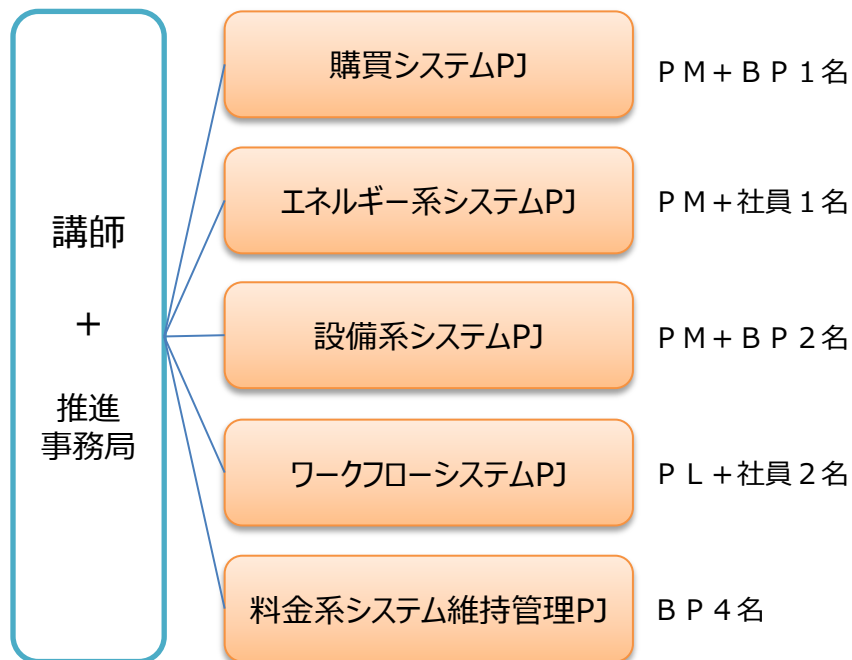 講師
+
推進
事務局
購買システムPJ
ＰＭ＋ＢＰ１名
エネルギー系システムPJ
ＰＭ＋社員１名
設備系システムPJ
ＰＭ＋ＢＰ２名
ワークフローシステムPJ
ＰＬ＋社員２名
料金系システム維持管理PJ
ＢＰ４名